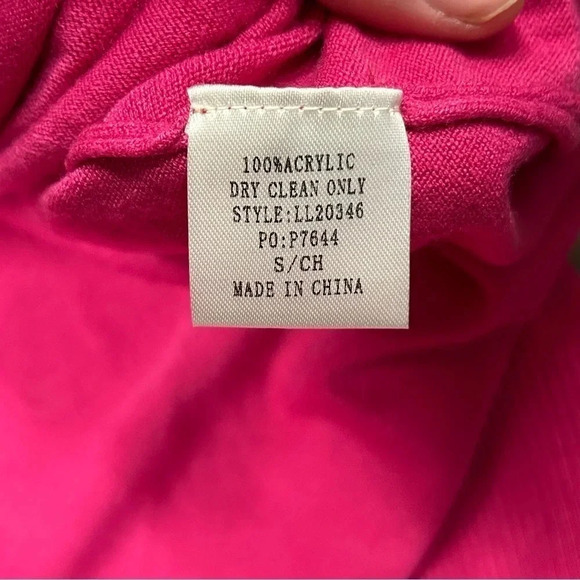 100%ACRYLIC
DRY CLEAN ONLY
STYLE:LL20346
PO:P7644
S/CH
MADE IN CHINA